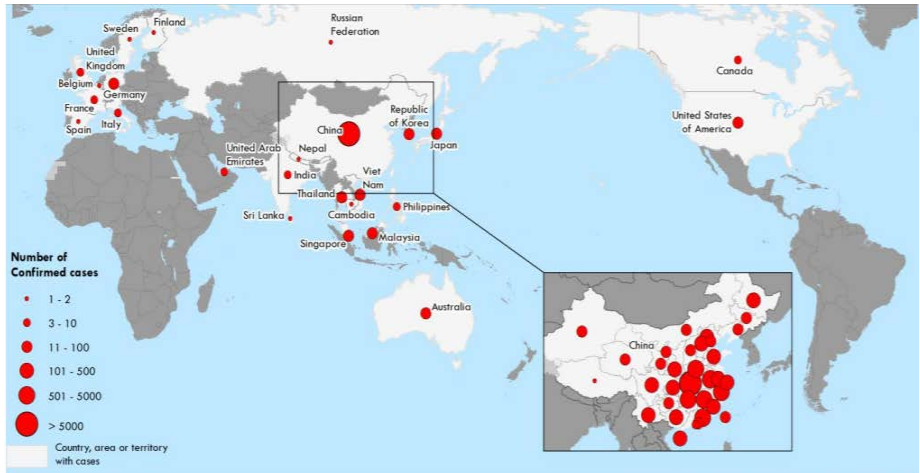 Finland
Sweden
Russian
Federation
United
Kingdom
Belgium
Germany
France
Italy
Spain
Canada
United States
of America
Republic
of Korea
China
Japan
Nepal
United Arab
Emirates
India
Viet
Nam
Thailand
Philippines
Sri Lanka
Cambodia
Singapore
Malaysia
Australia
China
Number of
Confirmed cases
1 - 2
3 - 10
11 - 100
101 - 500
501 - 5000
> 5000
Country, area or territory
with cases